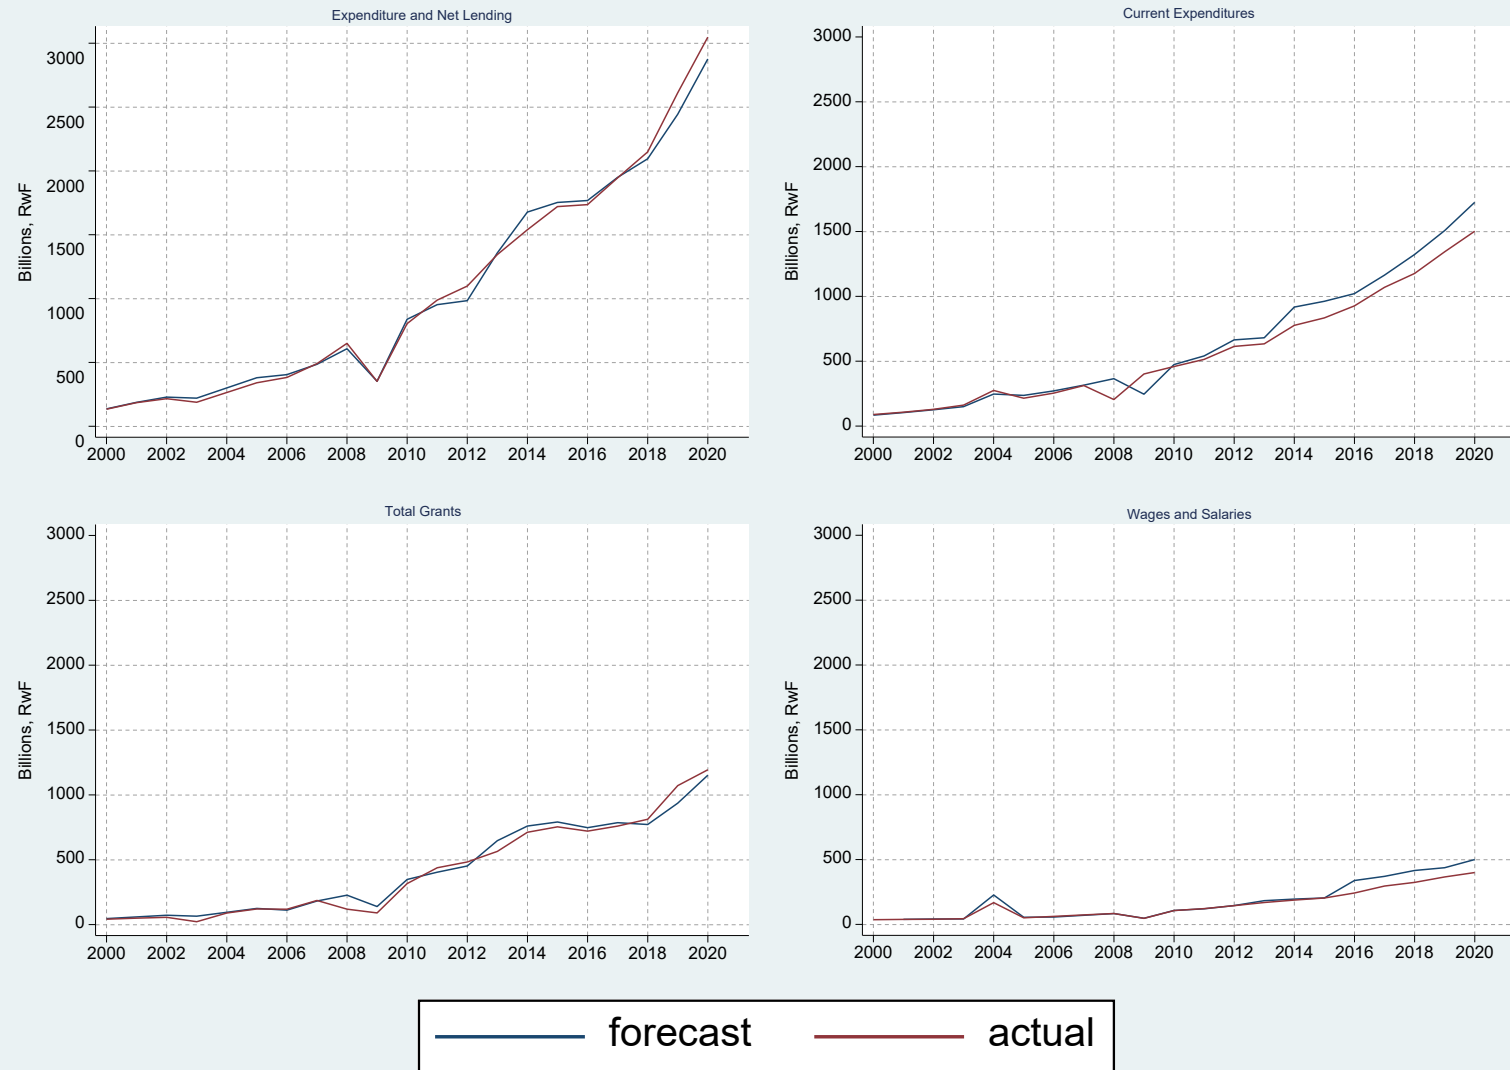 Expenditure and Net Lending
3000
2500
2000
1500
1000
500
0
Billions, RwF
2000 2002 2004 2006 2008 2010 2012 2014 2016 2018 2020
Current Expenditures
3000
2500
2000
1500
1000
500
0
Billions, RwF
2000 2002 2004 2006 2008 2010 2012 2014 2016 2018 2020
Total Grants
3000
2500
2000
1500
1000
500
0
Billions, RwF
2000 2002 2004 2006 2008 2010 2012 2014 2016 2018 2020
Wages and Salaries
3000
2500
2000
1500
1000
500
0
Billions, RwF
2000 2002 2004 2006 2008 2010 2012 2014 2016 2018 2020
forecast actual